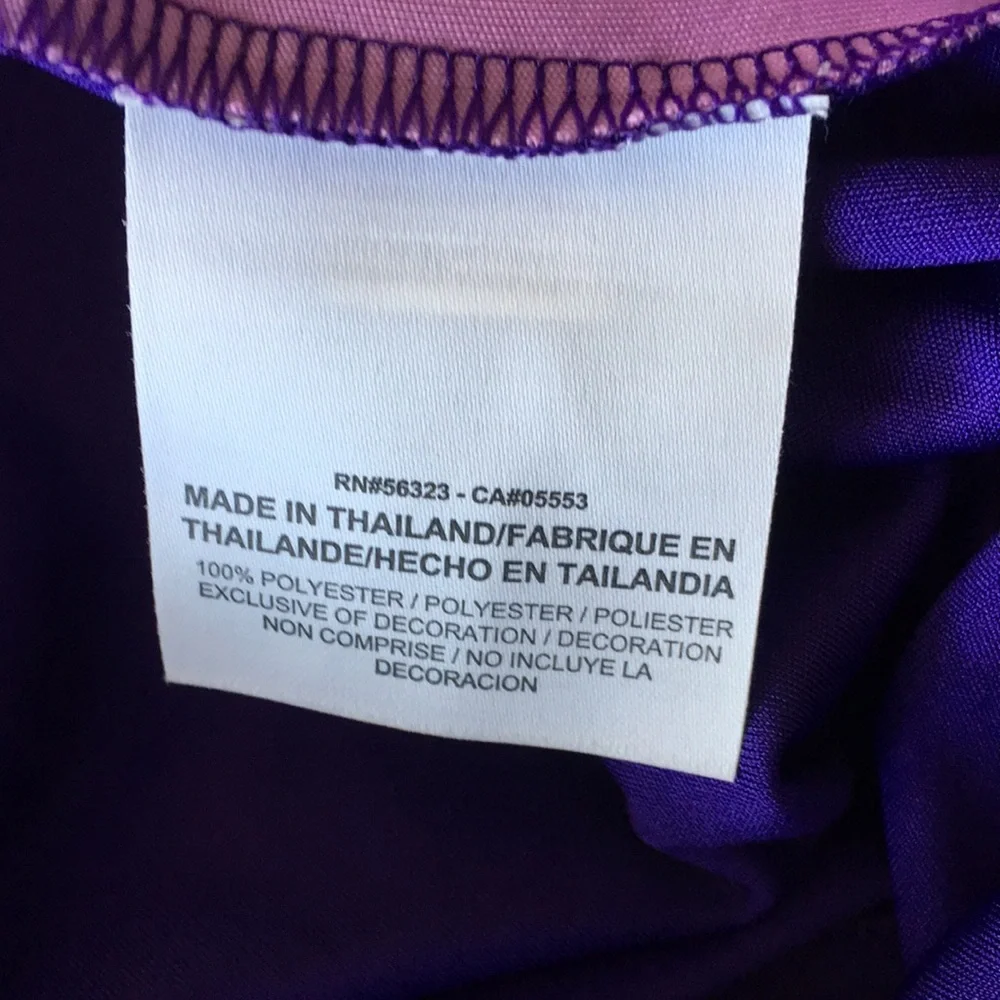 RN#56323 - CA#05553
MADE IN THAILAND/FABRIQUE EN
THAILANDE/HECHO EN TAILANDIA
100% POLYESTER / POLYESTER / POLIESTER
EXCLUSIVE OF DECORATION / DECORATION
NON COMPRISE / NO INCLUYE LA
DECORACION